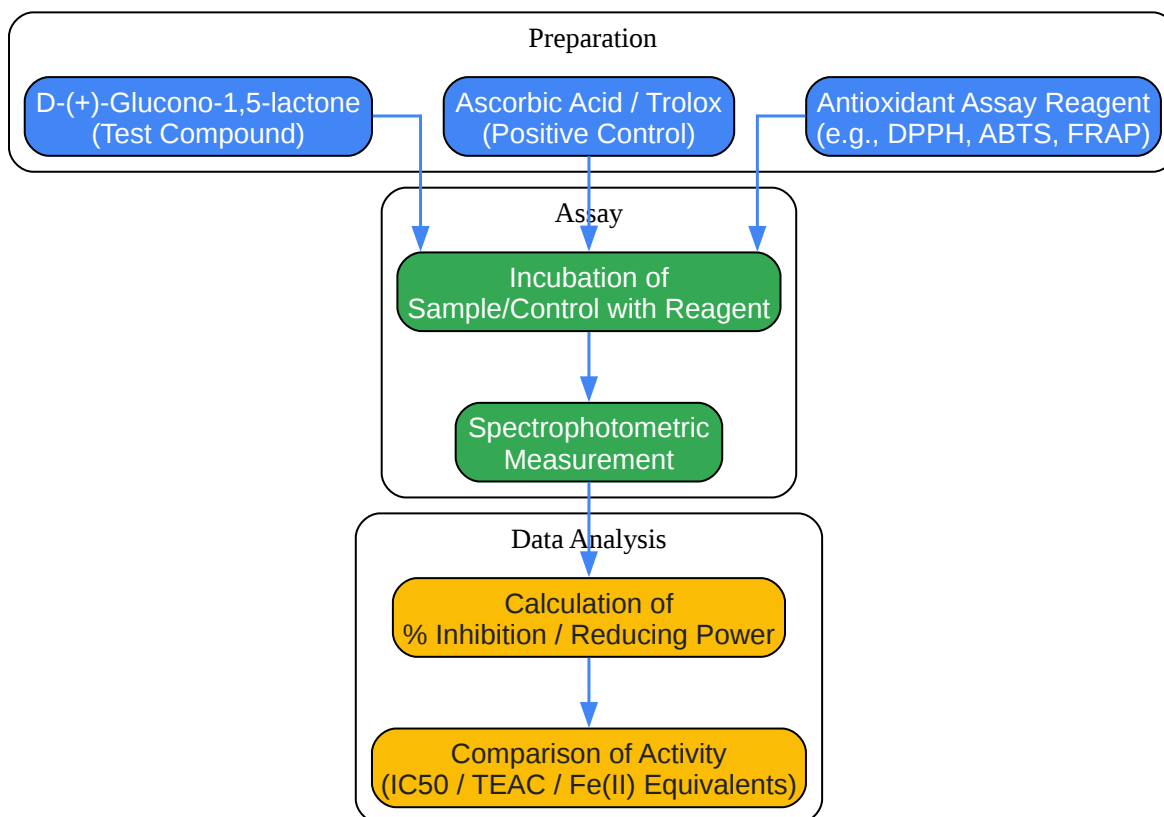 Preparation
D-(+)-Glucono-1,5-lactone
(Test Compound)
Ascorbic Acid / Trolox
(Positive Control)
Antioxidant Assay Reagent
(e.g., DPPH, ABTS, FRAP)
Assay
Incubation of
Sample/Control with Reagent
Spectrophotometric
Measurement
Data Analysis
Calculation of
% Inhibition / Reducing Power
Comparison of Activity
(IC50 / TEAC / Fe(II) Equivalents)